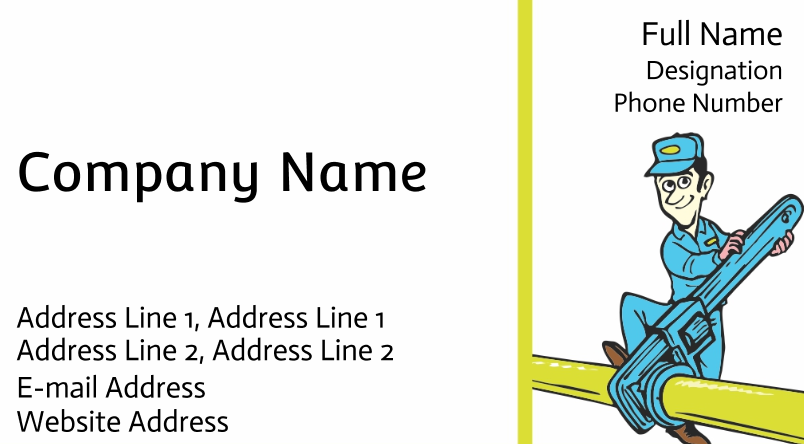 Full Name
Designation
Phone Number
Company Name
Address Line 1, Address Line 1
Address Line 2, Address Line 2
E-mail Address
Website Address